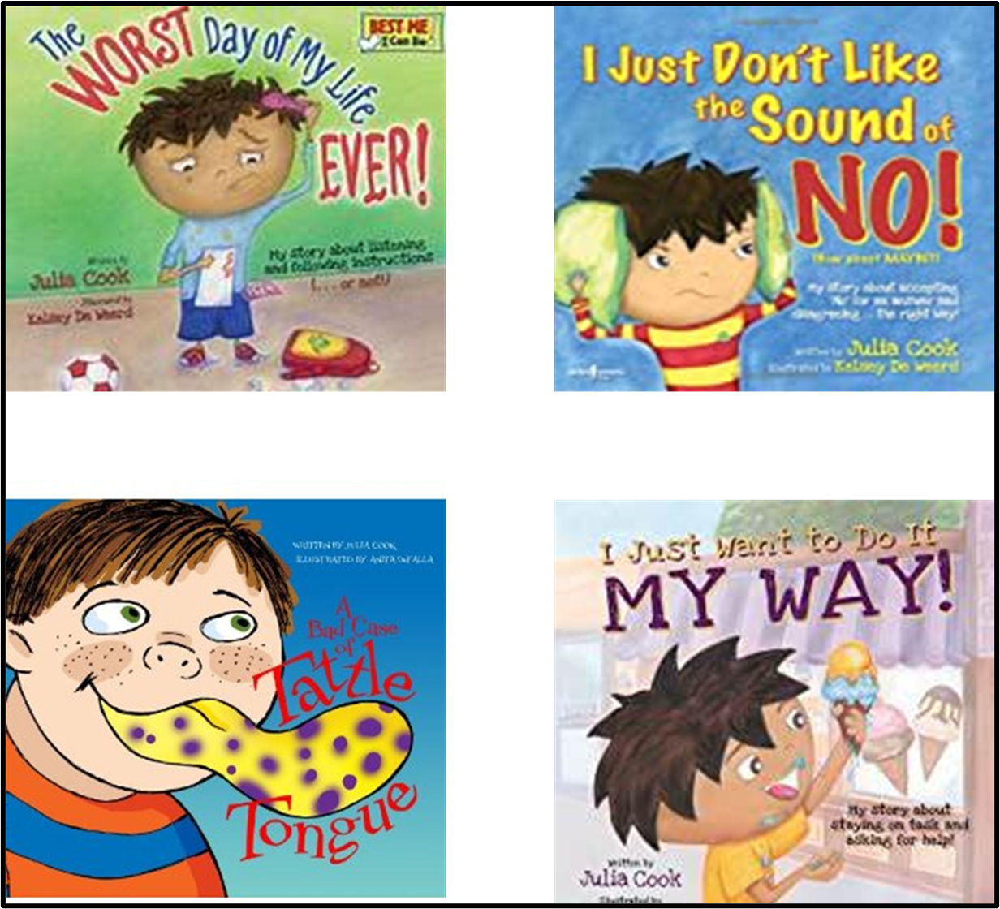 The
WORST Day of My Life
EVER!
BEST ME
I Can Be
My story about listening
and following instructions
(... or not!)
Written by
Julia Cook
Illustrated by
Kelsey De Weerd
I Just Don't Like
the Sound of
NO!
My story about accepting
'No' for an answer and
disagreeing ... the right way!
written by Julia Cook
illustrated by Kelsey De Weerd
WRITTEN BY JULIA COOK
ILLUSTRATED BY ANITA DUFALLA
A
Bad Case
of
Tattle
Tongue
I Just Want to Do It
MY WAY!
My story about
staying on task and
asking for help!
written by
Julia Cook
illustrated by